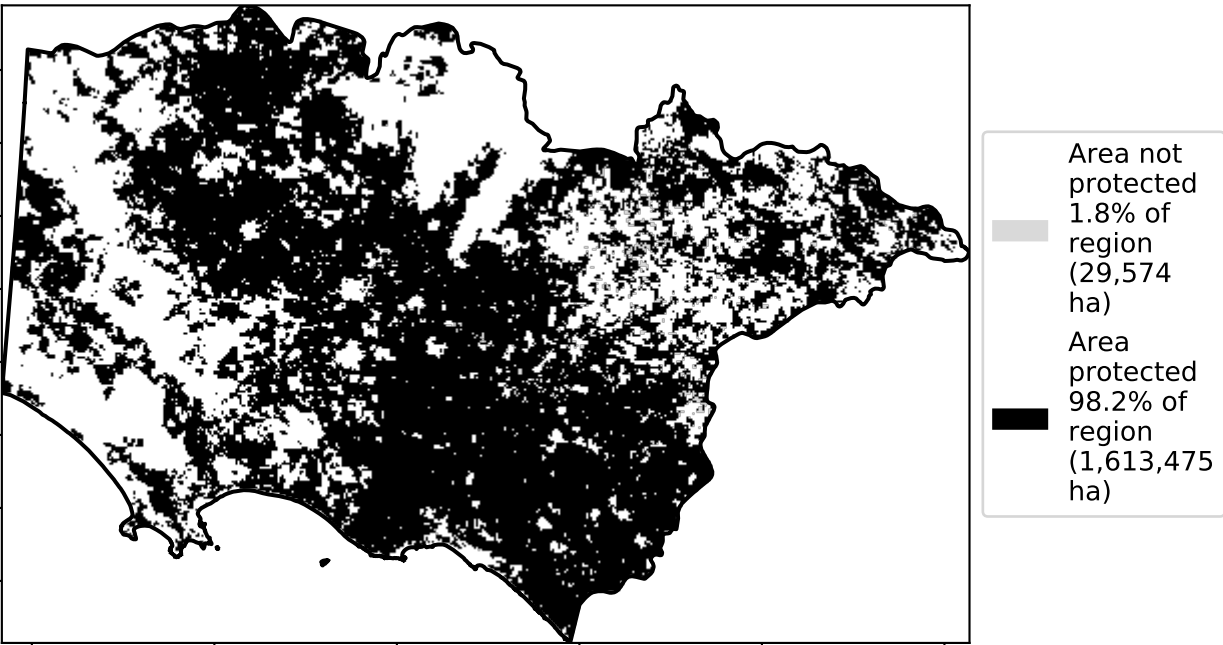 Area not
protected
1.8% of
region
(29,574
ha)
Area
protected
98.2% of
region
(1,613,475
ha)